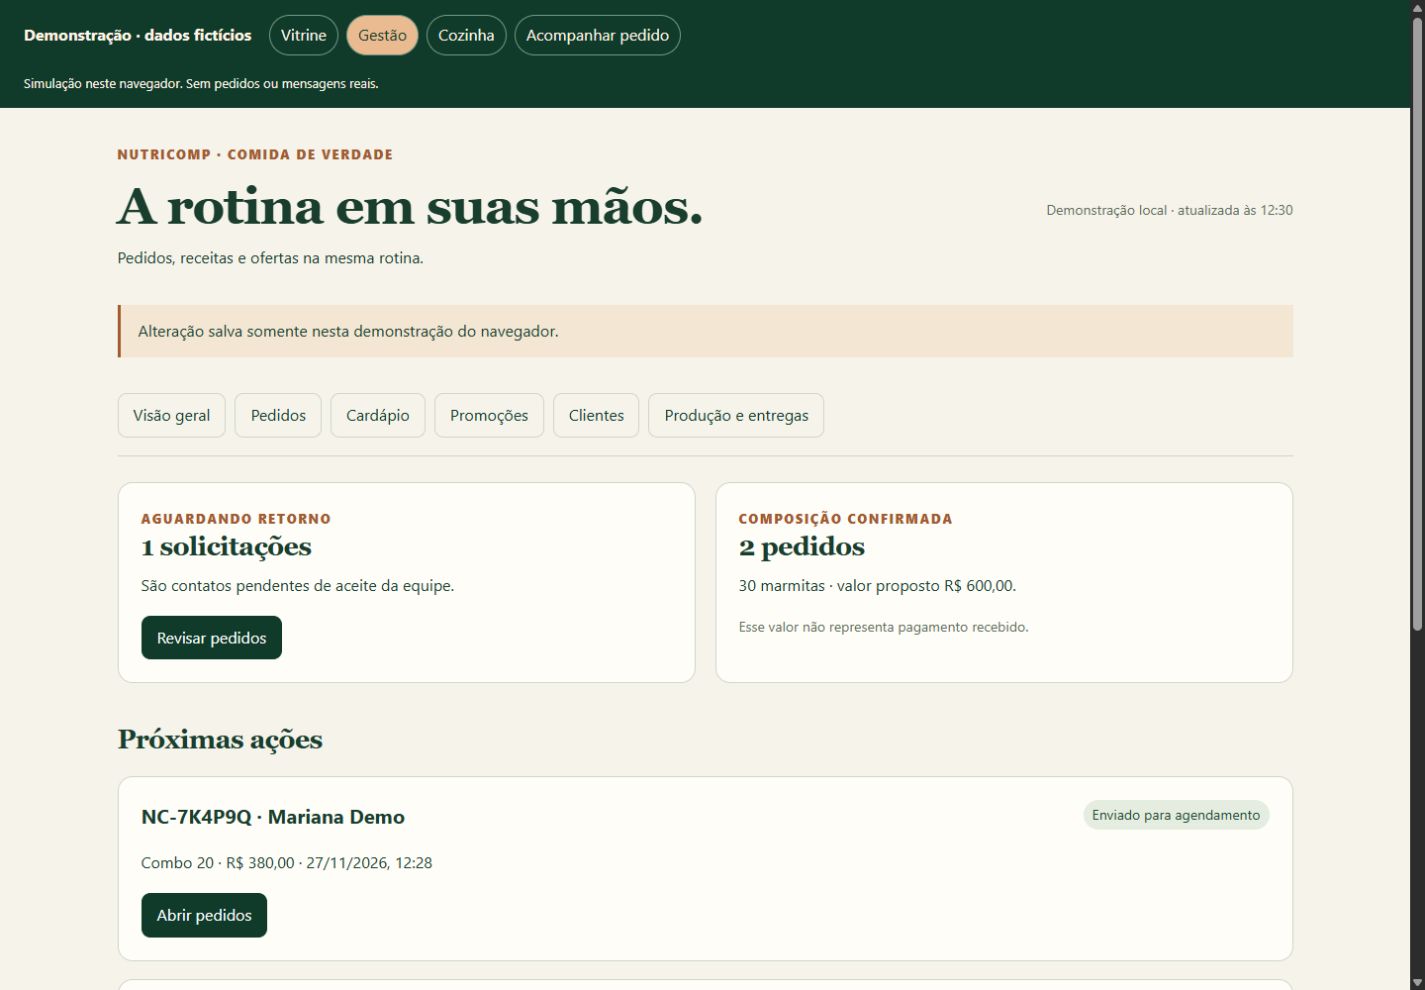 Demonstração · dados fictícios
Vitrine
Gestão
Cozinha
Acompanhar pedido
Simulação neste navegador. Sem pedidos ou mensagens reais.
NUTRICOMP · COMIDA DE VERDADE
A rotina em suas mãos.
Demonstração local · atualizada às 12:30
Pedidos, receitas e ofertas na mesma rotina.
Alteração salva somente nesta demonstração do navegador.
Visão geral
Pedidos
Cardápio
Promoções
Clientes
Produção e entregas
AGUARDANDO RETORNO
1 solicitações
São contatos pendentes de aceite da equipe.
Revisar pedidos
COMPOSIÇÃO CONFIRMADA
2 pedidos
30 marmitas · valor proposto R$ 600,00.
Esse valor não representa pagamento recebido.
Próximas ações
NC-7K4P9Q · Mariana Demo
Enviado para agendamento
Combo 20 · R$ 380,00 · 27/11/2026, 12:28
Abrir pedidos